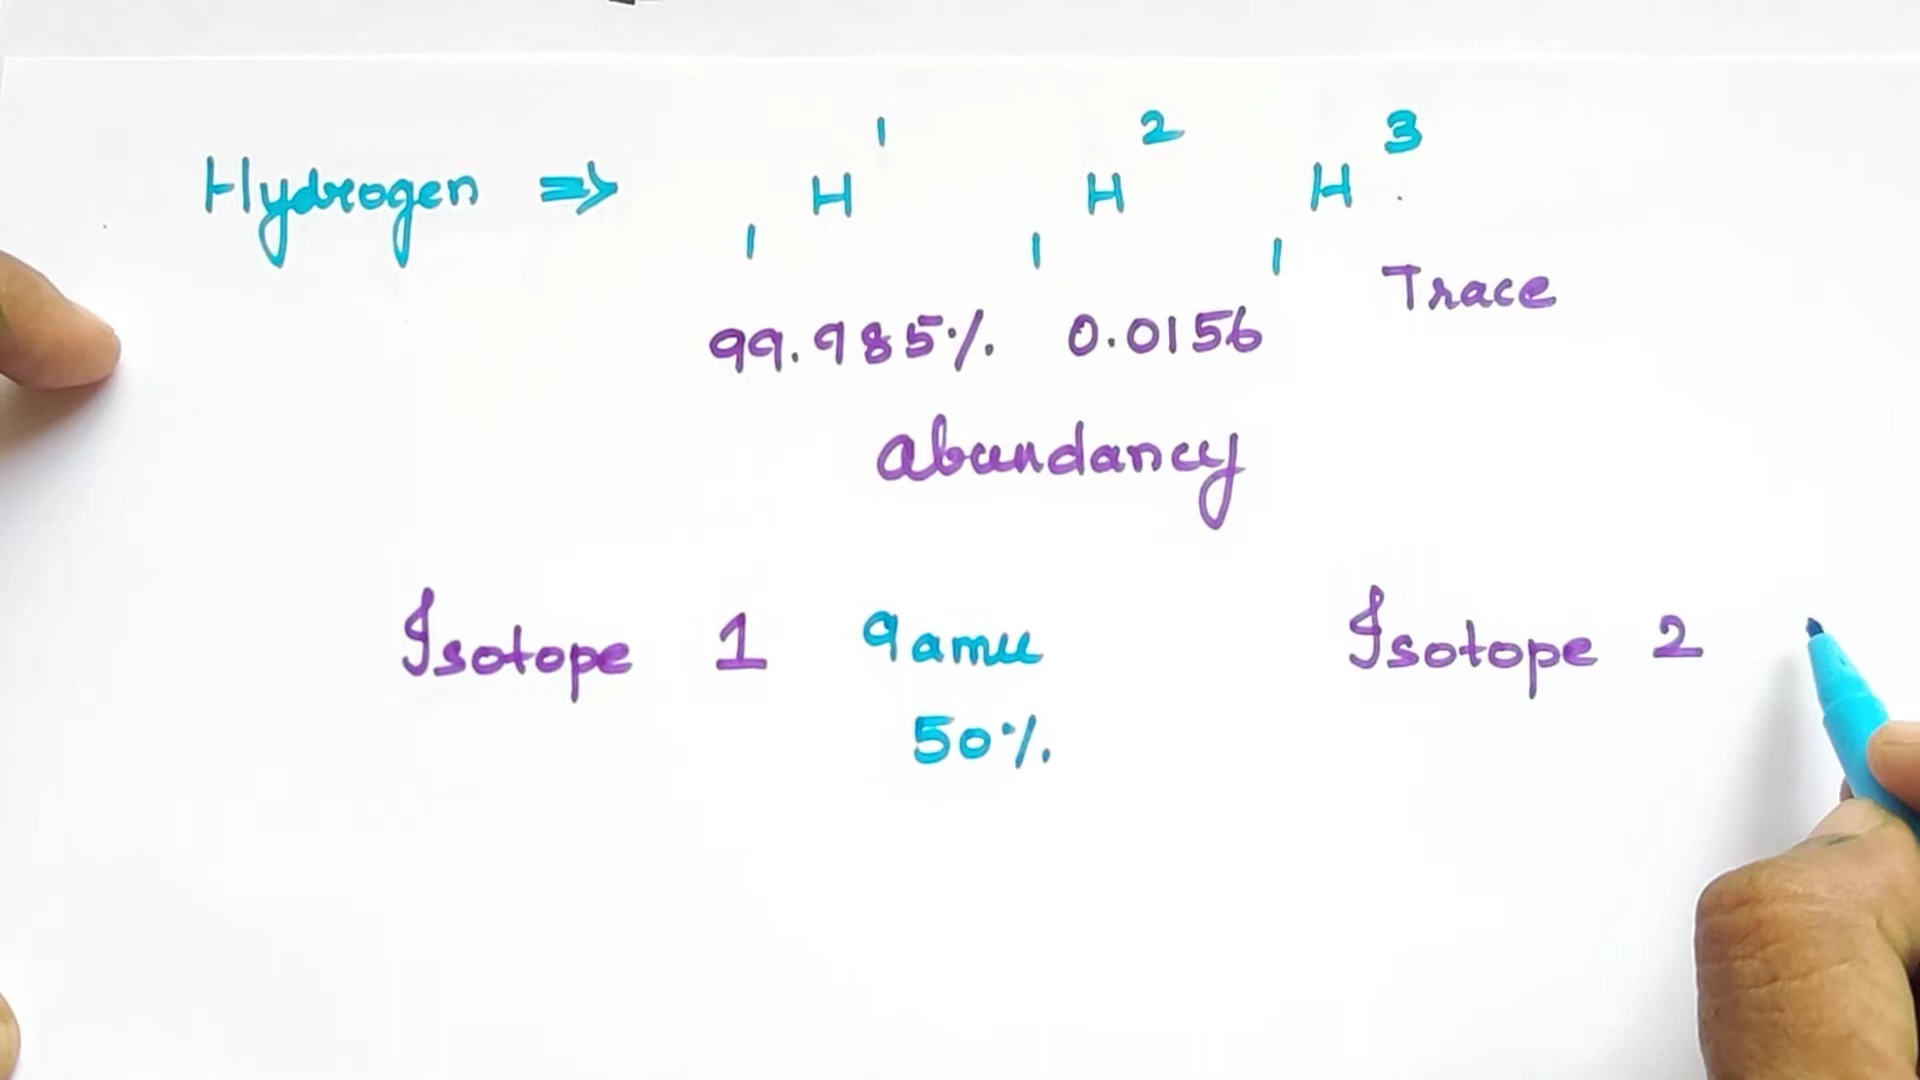 Hydrogen ⇒ ₁H¹ ₁H² ₁H³
Trace
99.985% 0.0156
abundancy
Isotope 1 9amu Isotope 2
50%